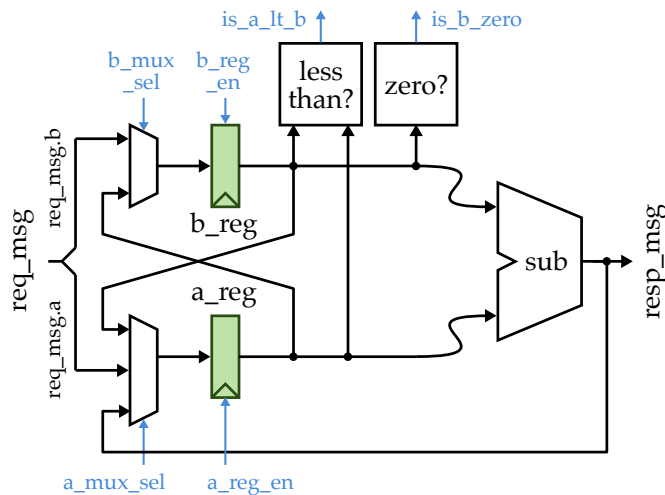 is_a_lt_b
is_b_zero
b_mux
_sel
b_reg
_en
less
than?
zero?
req_msg.b
b_reg
req_msg
sub
resp_msg
a_reg
req_msg.a
a_mux_sel
a_reg_en